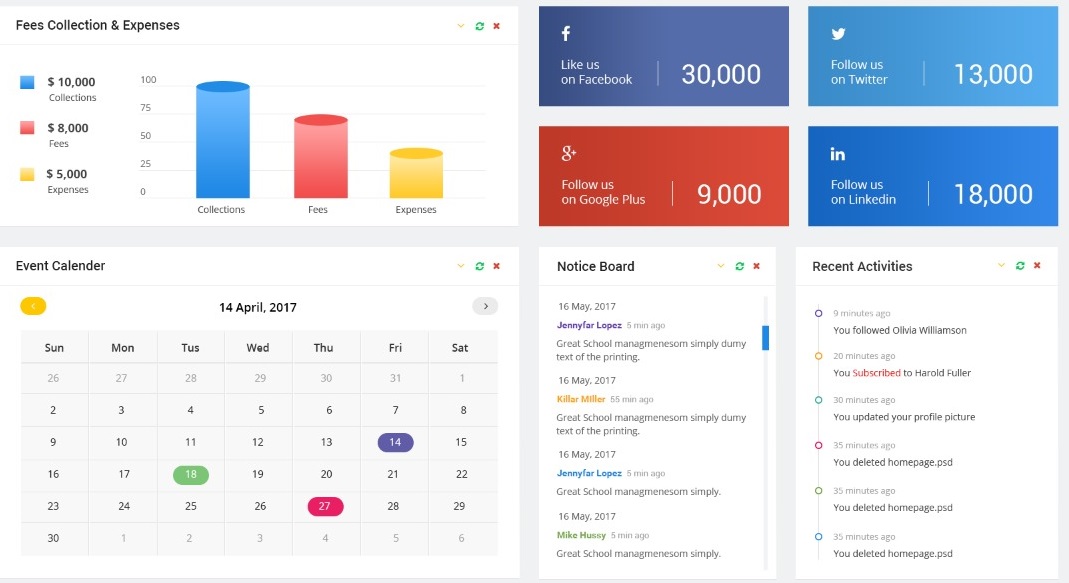 Fees Collection & Expenses
$ 10,000
Collections
$ 8,000
Fees
$ 5,000
Expenses
100
75
50
25
0
Collections Fees Expenses
f
Like us
on Facebook
30,000
Follow us
on Twitter
13,000
g+
Follow us
on Google Plus
9,000
in
Follow us
on Linkedin
18,000
Event Calender
14 April, 2017
Sun Mon Tus Wed Thu Fri Sat
26 27 28 29 30 31 1
2 3 4 5 6 7 8
9 10 11 12 13 14 15
16 17 18 19 20 21 22
23 24 25 26 27 28 29
30 1 2 3 4 5 6
Notice Board
16 May, 2017
Jennyfar Lopez 5 min ago
Great School managmenesom simply dumy
text of the printing.
16 May, 2017
Killar MIller 55 min ago
Great School managmenesom simply dumy
text of the printing.
16 May, 2017
Jennyfar Lopez 5 min ago
Great School managmenesom simply.
16 May, 2017
Mike Hussy 5 min ago
Great School managmenesom simply.
Recent Activities
9 minutes ago
You followed Olivia Williamson
20 minutes ago
You Subscribed to Harold Fuller
30 minutes ago
You updated your profile picture
35 minutes ago
You deleted homepage.psd
35 minutes ago
You deleted homepage.psd
35 minutes ago
You deleted homepage.psd